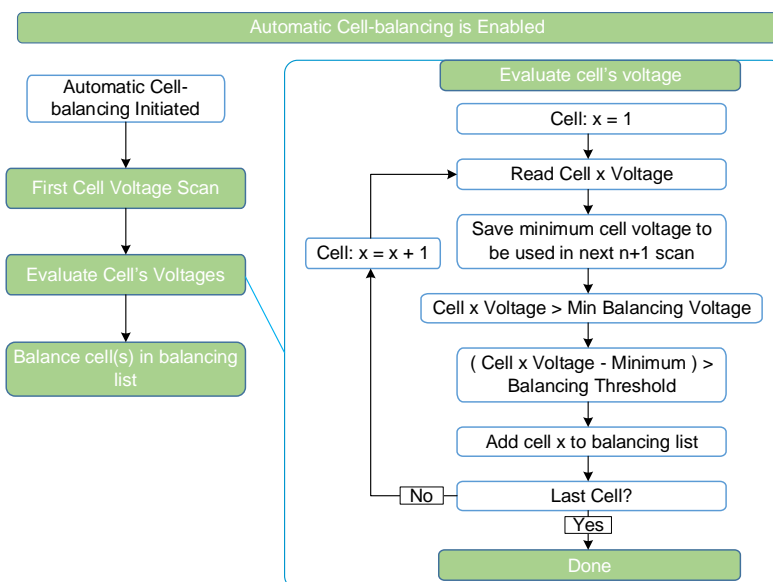 Automatic Cell-balancing is Enabled
Automatic Cell-
balancing Initiated
First Cell Voltage Scan
Evaluate Cell's Voltages
Balance cell(s) in balancing
list
Evaluate cell's voltage
Cell: x = 1
Read Cell x Voltage
Save minimum cell voltage to
be used in next n+1 scan
Cell: x = x + 1
Cell x Voltage > Min Balancing Voltage
( Cell x Voltage - Minimum ) >
Balancing Threshold
Add cell x to balancing list
Last Cell?
No
Yes
Done